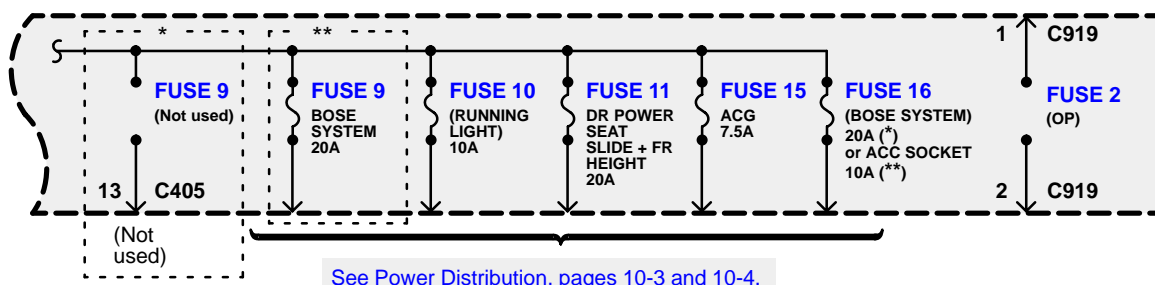 *
**
1
C919
FUSE 9
(Not used)
FUSE 9
BOSE
SYSTEM
20A
FUSE 10
(RUNNING
LIGHT)
10A
FUSE 11
DR POWER
SEAT
SLIDE + FR
HEIGHT
20A
FUSE 15
ACG
7.5A
FUSE 16
(BOSE SYSTEM)
20A (*)
or ACC SOCKET
10A (**)
FUSE 2
(OP)
13
C405
2
C919
(Not
used)
See Power Distribution, pages 10-3 and 10-4.